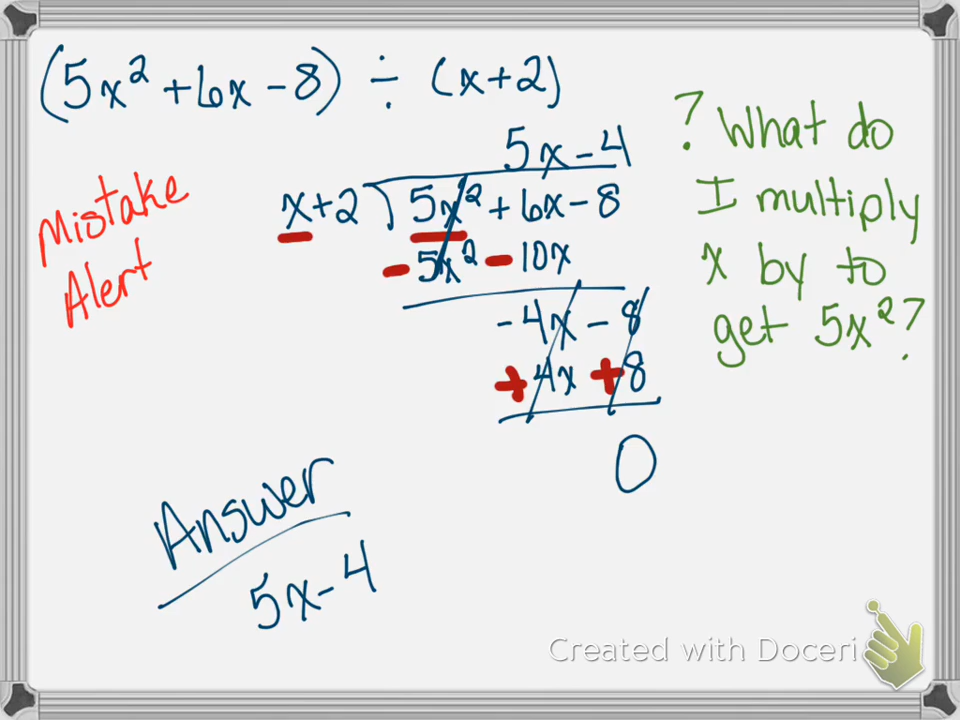 (5x² + 6x - 8) ÷ (x+2)
5x - 4
x+2 ) 5x² + 6x - 8
- 5x² - 10x
- 4x - 8
+ 4x + 8
0
Mistake
Alert
? What do
I multiply
x by to
get 5x²?
Answer
5x - 4
Created with Doceri